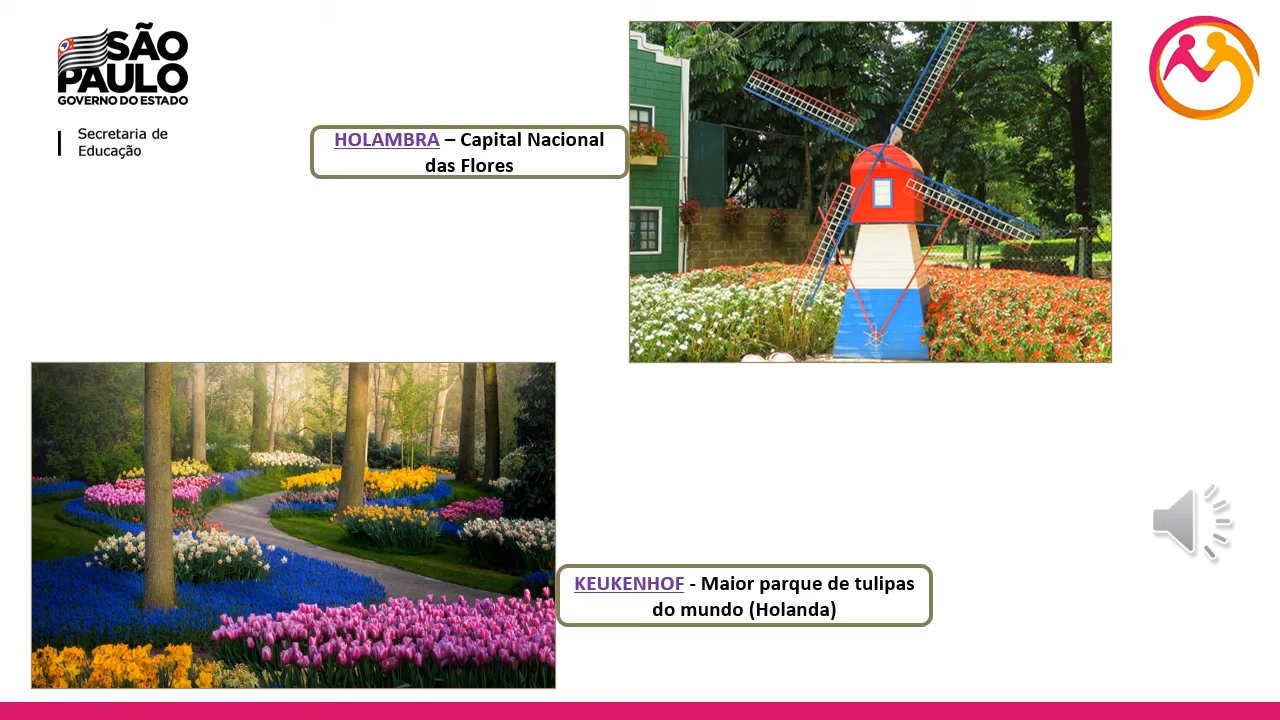 SÃO
PAULO
GOVERNO DO ESTADO
Secretaria de
Educação
HOLAMBRA – Capital Nacional
das Flores
KEUKENHOF - Maior parque de tulipas
do mundo (Holanda)